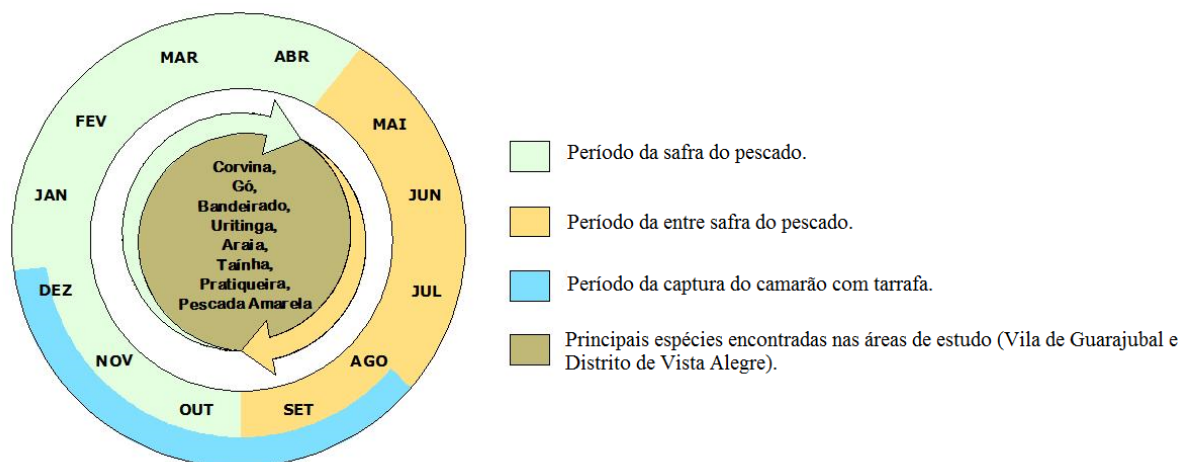 MAR
ABR
FEV
MAI
JAN
JUN
DEZ
JUL
NOV
AGO
OUT
SET
Corvina,
Gó,
Bandeirado,
Uritinga,
Araia,
Taínha,
Pratiqueira,
Pescada Amarela
Período da safra do pescado.
Período da entre safra do pescado.
Período da captura do camarão com tarrafa.
Principais espécies encontradas nas áreas de estudo (Vila de Guarajubal e
Distrito de Vista Alegre).